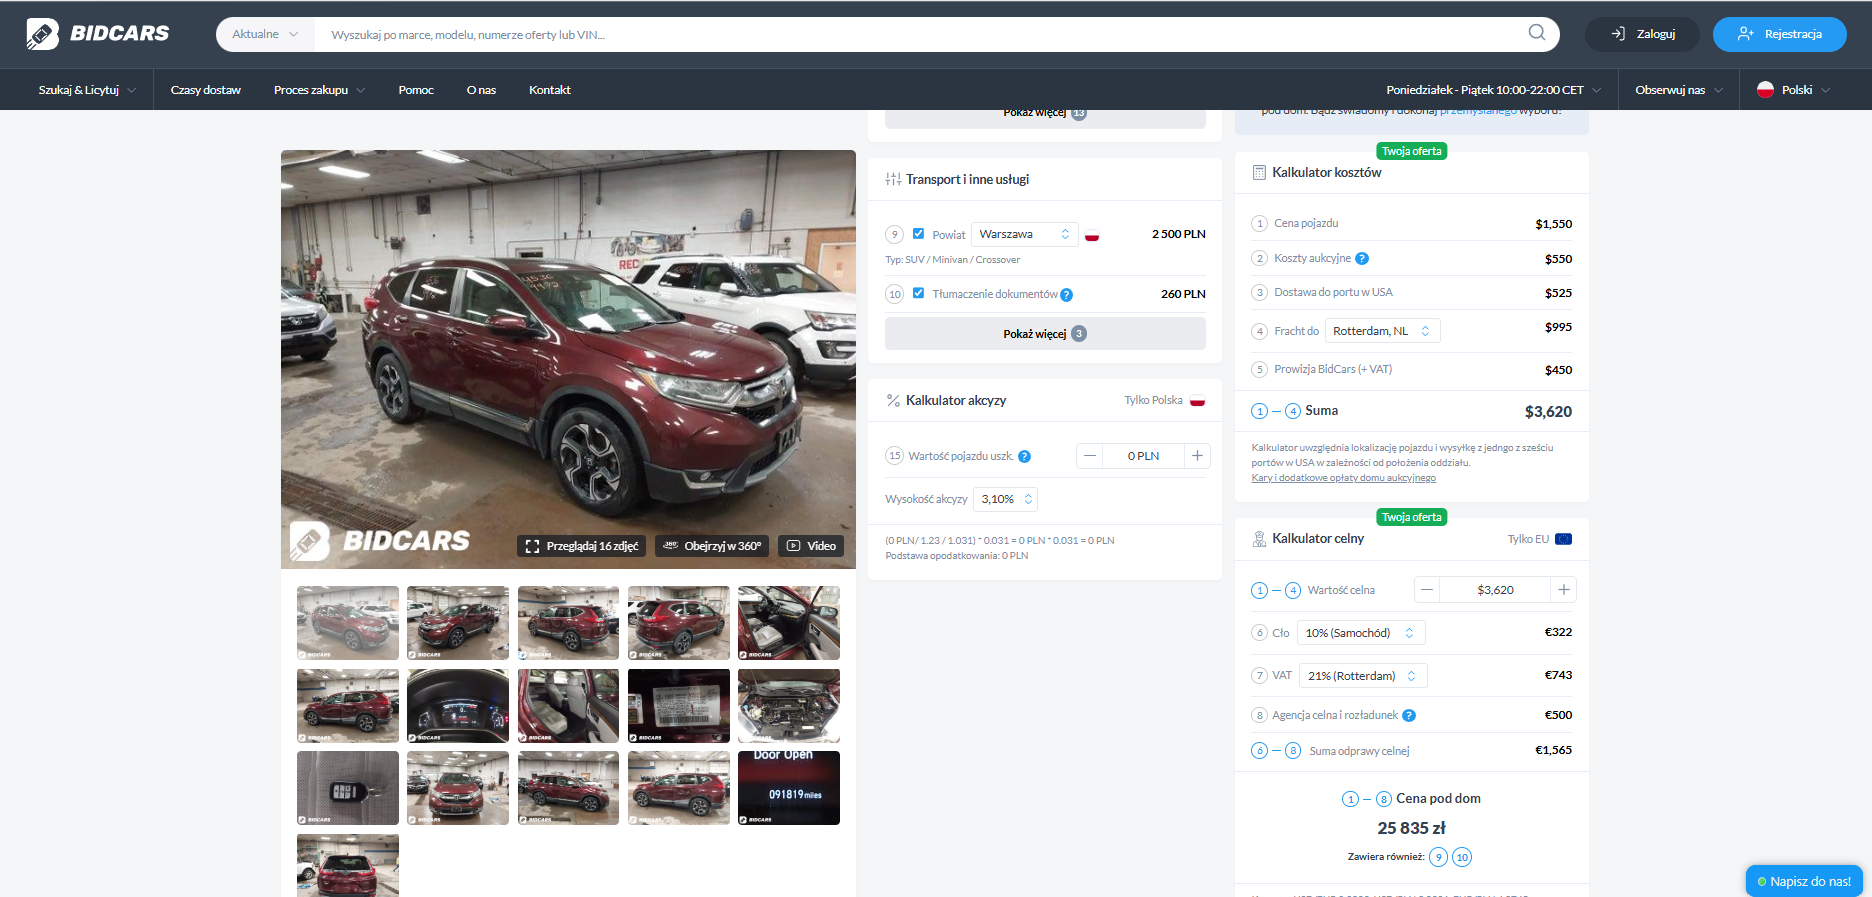 BIDCARS
Aktualne
Wyszukaj po marce, modelu, numerze oferty lub VIN...
Zaloguj
Rejestracja
Szukaj & Licytuj
Czasy dostaw
Proces zakupu
Pomoc
O nas
Kontakt
Poniedziałek - Piątek 10:00-22:00 CET
Obserwuj nas
Polski
Pokaż więcej 13
pod dom. Bądź świadomy i dokonaj przemyślanego wyboru!
Transport i inne usługi
9 Powiat Warszawa 2 500 PLN
Typ: SUV / Minivan / Crossover
10 Tłumaczenie dokumentów ? 260 PLN
Pokaż więcej 3
Kalkulator akcyzy Tylko Polska
15 Wartość pojazdu uszk. ? — 0 PLN +
Wysokość akcyzy 3,10%
(0 PLN/ 1.23 / 1.031) * 0.031 = 0 PLN * 0.031 = 0 PLN
Podstawa opodatkowania: 0 PLN
Twoja oferta
Kalkulator kosztów
1 Cena pojazdu $1,550
2 Koszty aukcyjne ? $550
3 Dostawa do portu w USA $525
4 Fracht do Rotterdam, NL $995
5 Prowizja BidCars (+ VAT) $450
1 — 4 Suma $3,620
Kalkulator uwzględnia lokalizację pojazdu i wysyłkę z jedngo z sześciu
portów w USA w zależności od położenia oddziału.
Kary i dodatkowe opłaty domu aukcyjnego
Twoja oferta
Kalkulator celny Tylko EU
1 — 4 Wartość celna — $3,620 +
6 Cło 10% (Samochód) €322
7 VAT 21% (Rotterdam) €743
8 Agencja celna i rozładunek ? €500
6 — 8 Suma odprawy celnej €1,565
1 — 8 Cena pod dom
25 835 zł
Zawiera również: 9 10
Napisz do nas!
BIDCARS
Przeglądaj 16 zdjęć
360°
Obejrzyj w 360°
Video
Door Open
091819 miles
BIDCARS